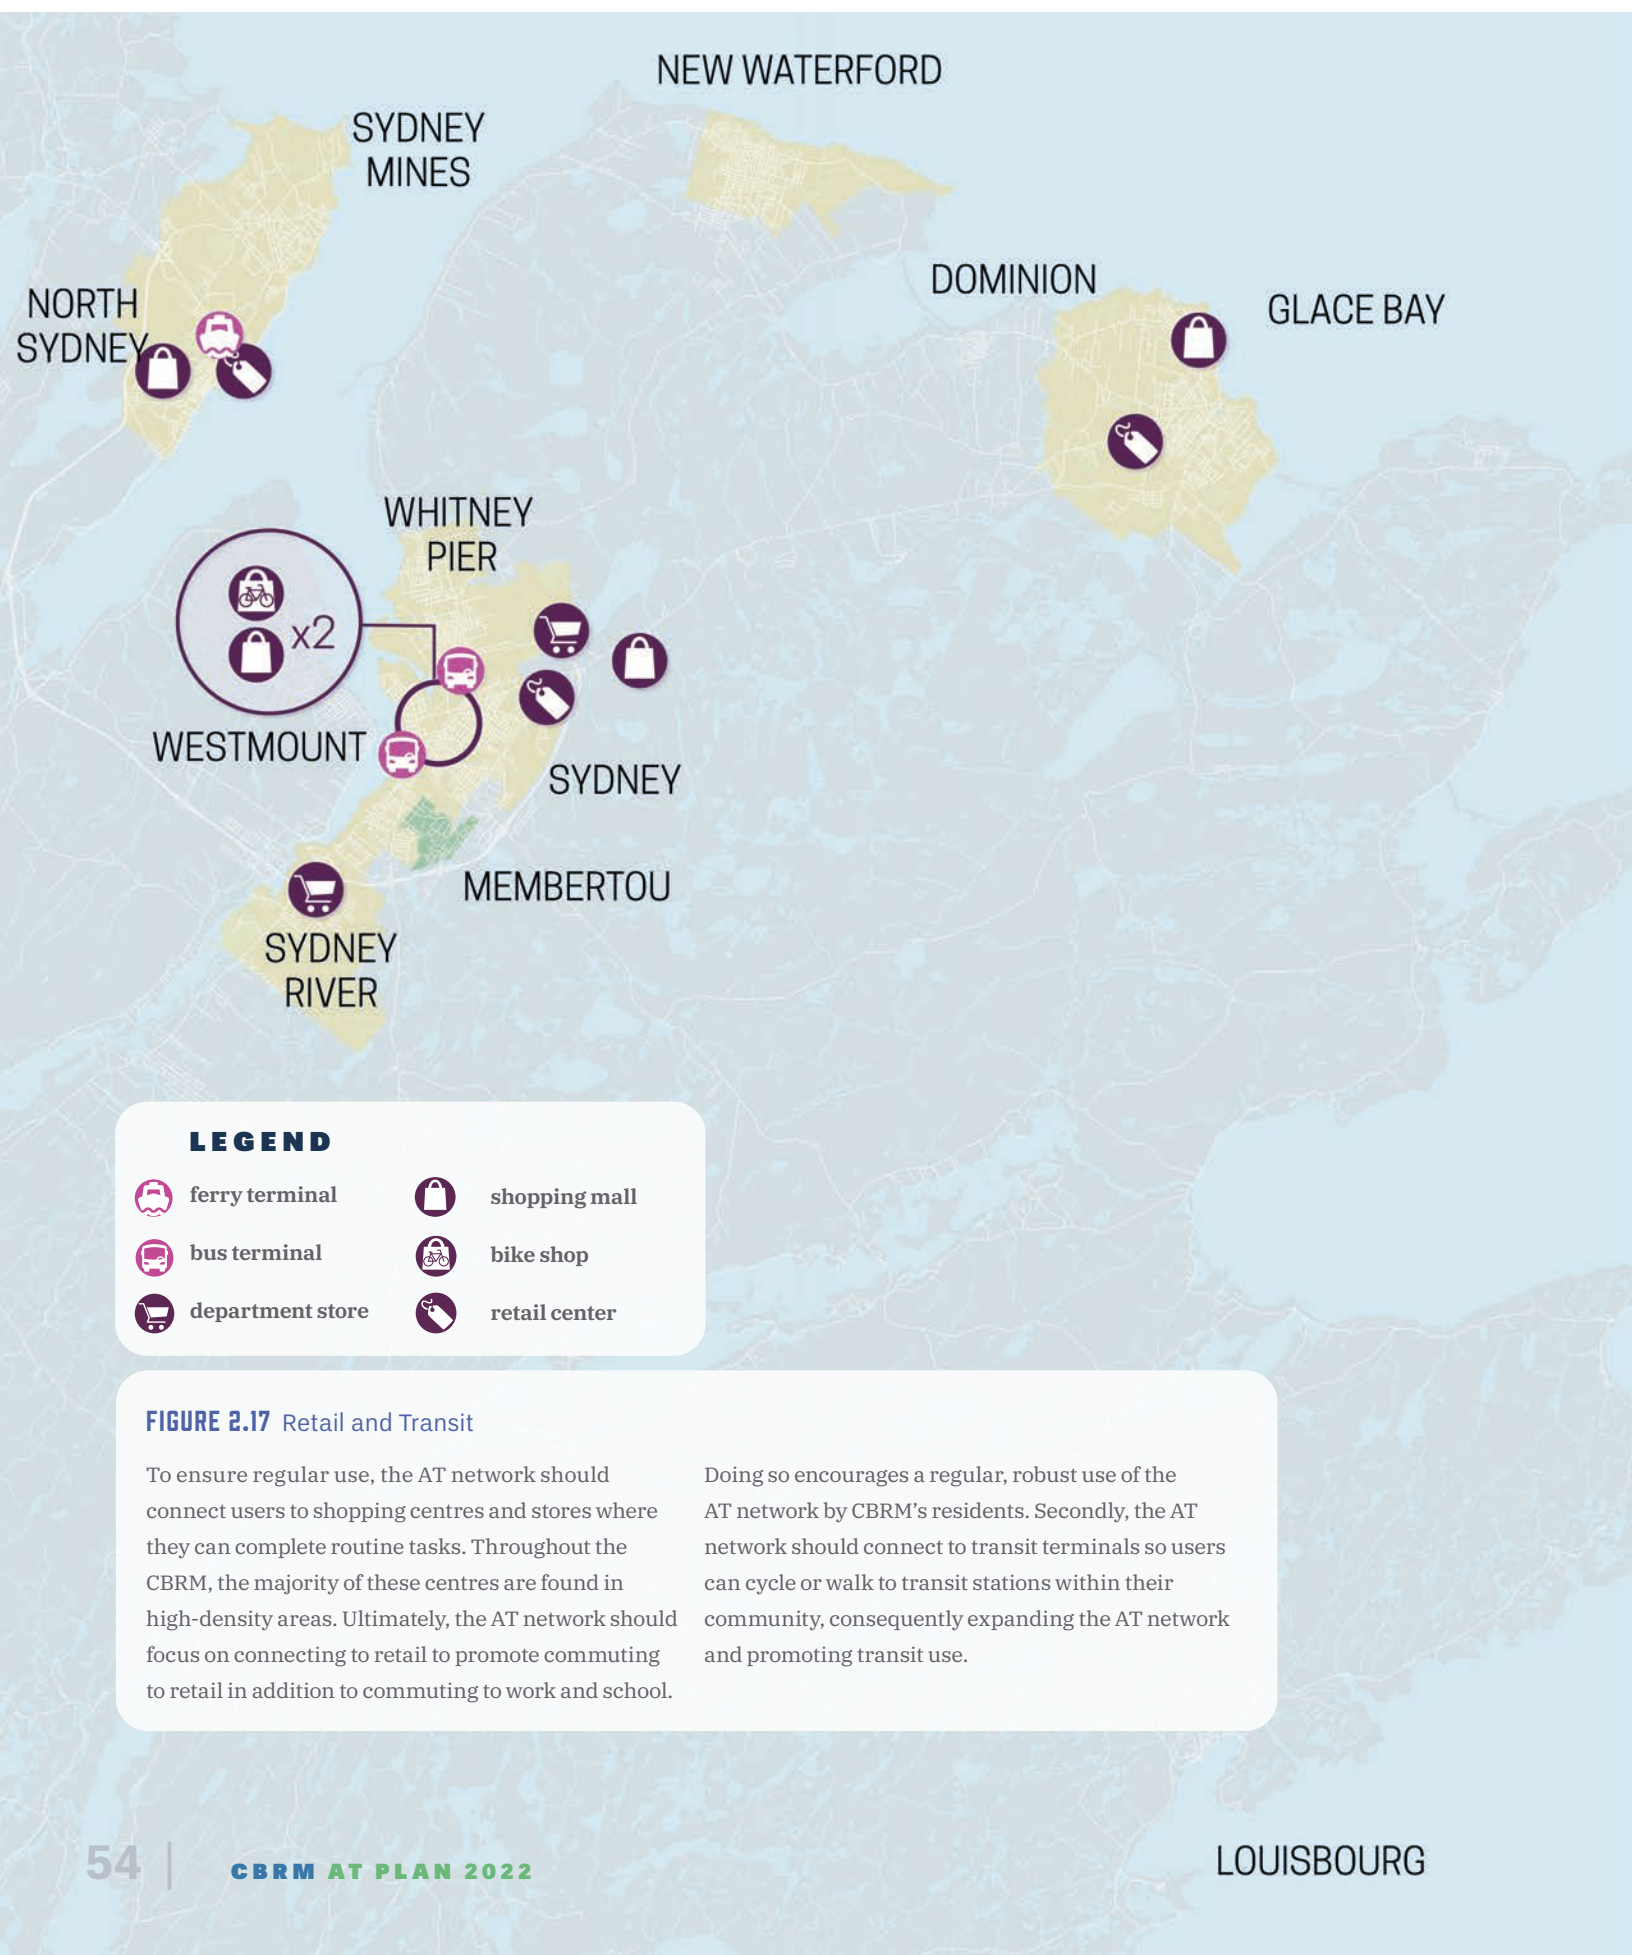 NEW WATERFORD
SYDNEY
MINES
DOMINION
GLACE BAY
NORTH
SYDNEY
WHITNEY
PIER
x2
WESTMOUNT
SYDNEY
MEMBERTOU
SYDNEY
RIVER
LEGEND
ferry terminal
shopping mall
bus terminal
bike shop
department store
retail center
FIGURE 2.17 Retail and Transit
To ensure regular use, the AT network should
connect users to shopping centres and stores where
they can complete routine tasks. Throughout the
CBRM, the majority of these centres are found in
high-density areas. Ultimately, the AT network should
focus on connecting to retail to promote commuting
to retail in addition to commuting to work and school.
Doing so encourages a regular, robust use of the
AT network by CBRM’s residents. Secondly, the AT
network should connect to transit terminals so users
can cycle or walk to transit stations within their
community, consequently expanding the AT network
and promoting transit use.
LOUISBOURG
54 | CBRM AT PLAN 2022